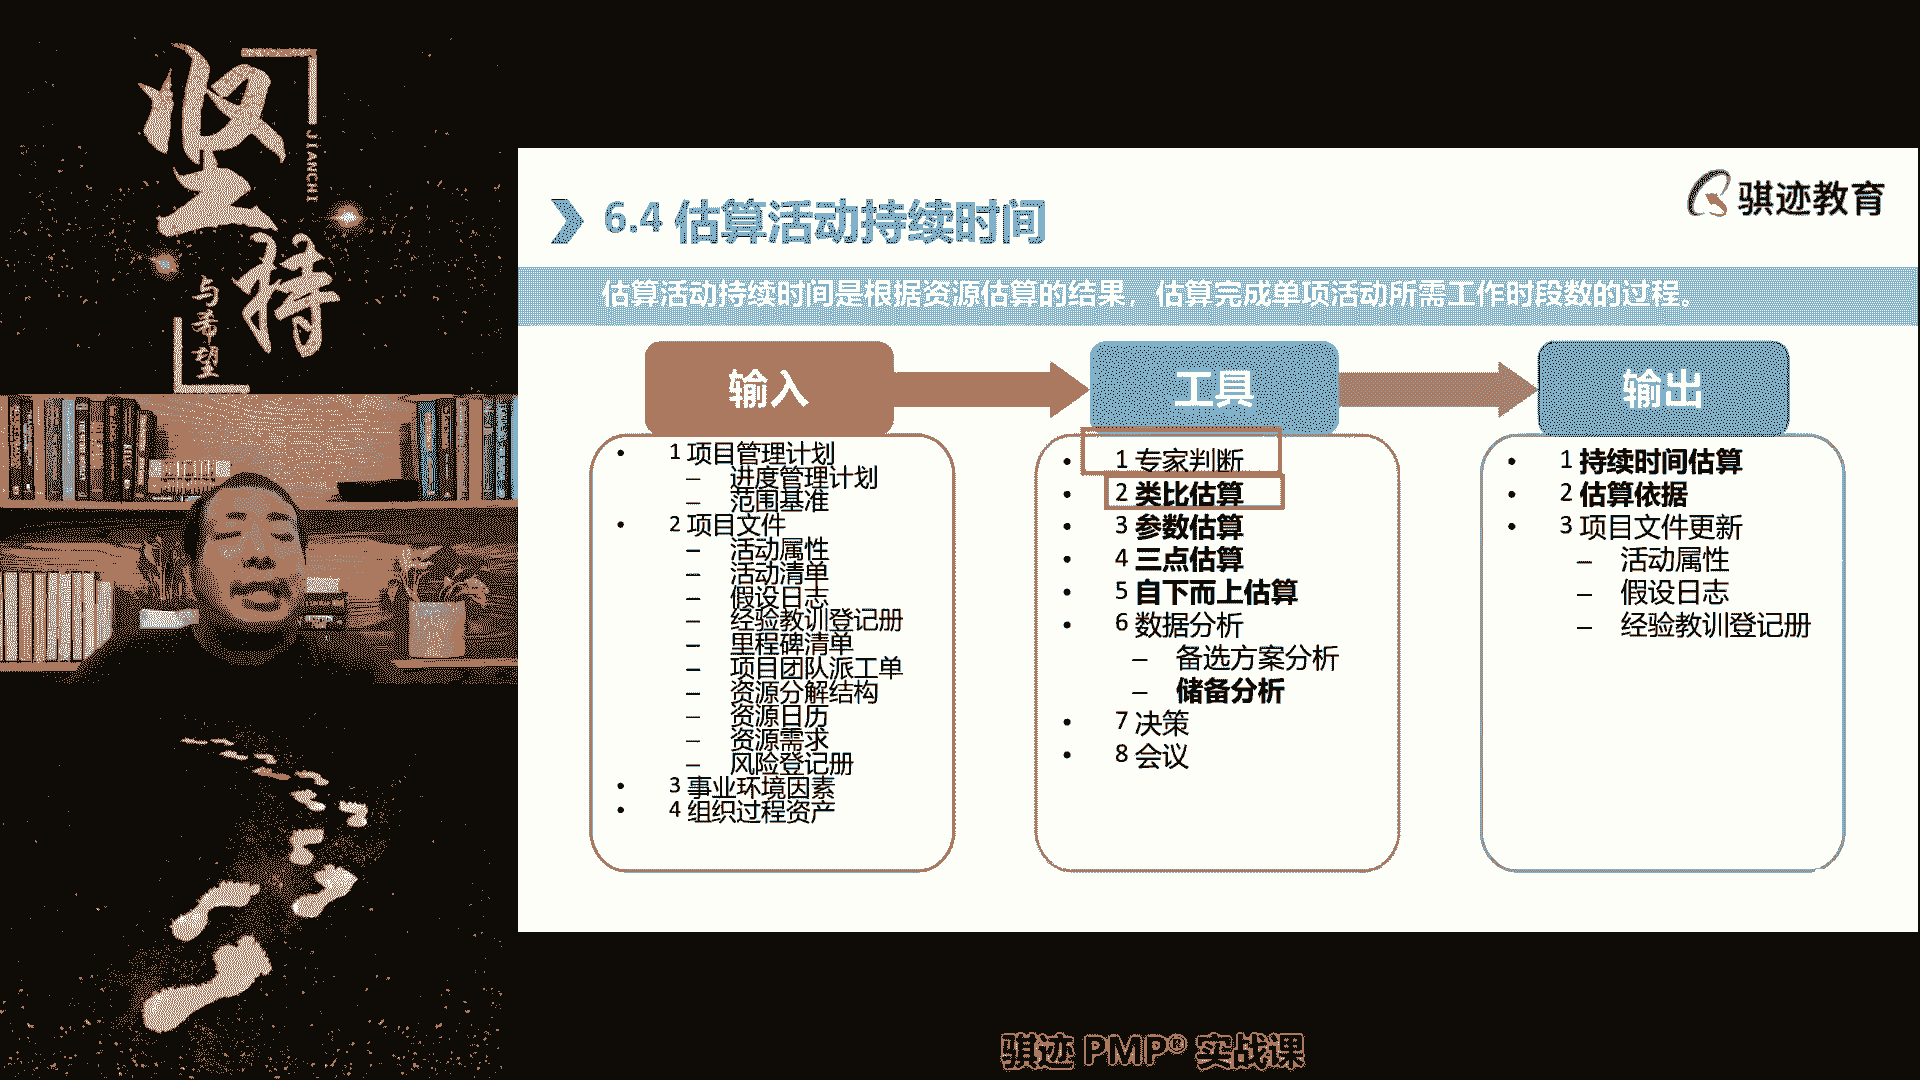 坚持
JIANCHI
与希望
骐迹教育
6.4 估算活动持续时间
估算活动持续时间是根据资源估算的结果，估算完成单项活动所需工作时段数的过程。
输入
1 项目管理计划
– 进度管理计划
– 范围基准
2 项目文件
– 活动属性
– 活动清单
– 假设日志
– 经验教训登记册
– 里程碑清单
– 项目团队派工单
– 资源分解结构
– 资源日历
– 资源需求
– 风险登记册
3 事业环境因素
4 组织过程资产
工具
1 专家判断
2 类比估算
3 参数估算
4 三点估算
5 自下而上估算
6 数据分析
– 备选方案分析
– 储备分析
7 决策
8 会议
输出
1 持续时间估算
2 估算依据
3 项目文件更新
– 活动属性
– 假设日志
– 经验教训登记册
骐迹 PMP® 实战课